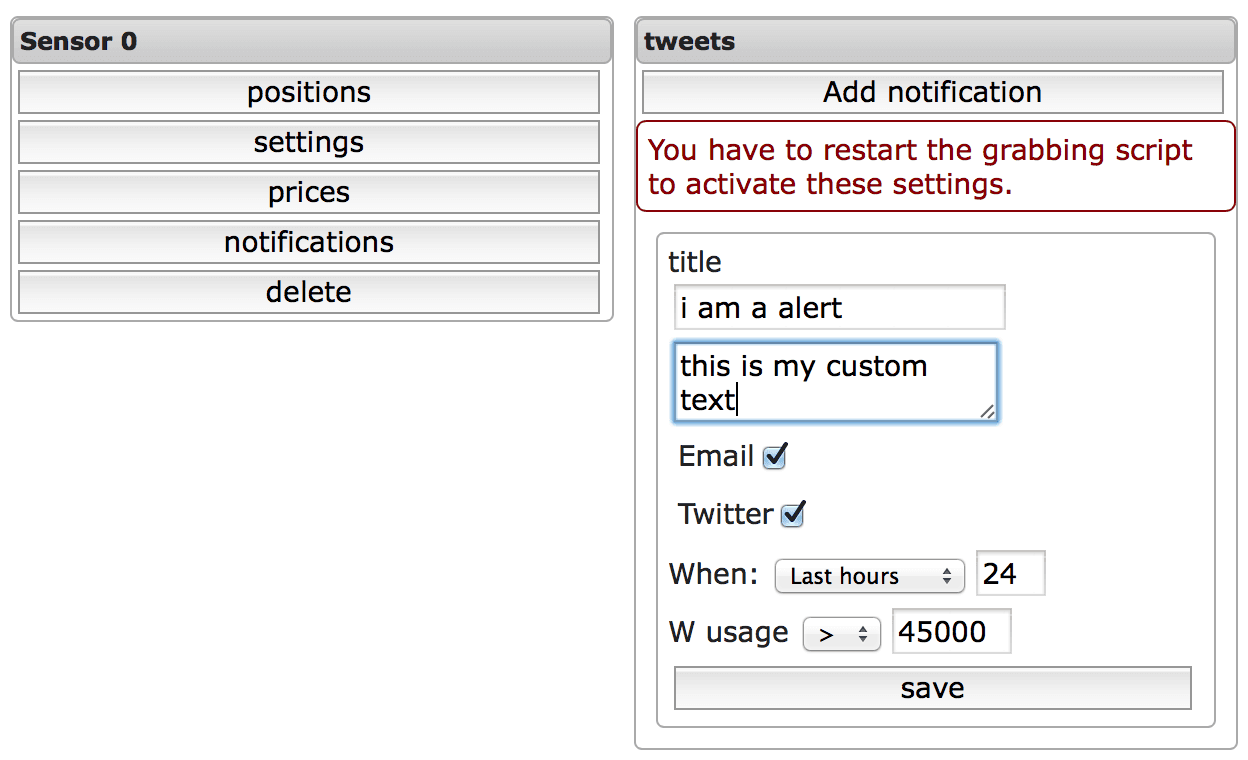 Sensor 0
positions
settings
prices
notifications
delete
tweets
Add notification
You have to restart the grabbing script
to activate these settings.
title
i am a alert
this is my custom
text
Email
Twitter
When: Last hours 24
W usage > 45000
save